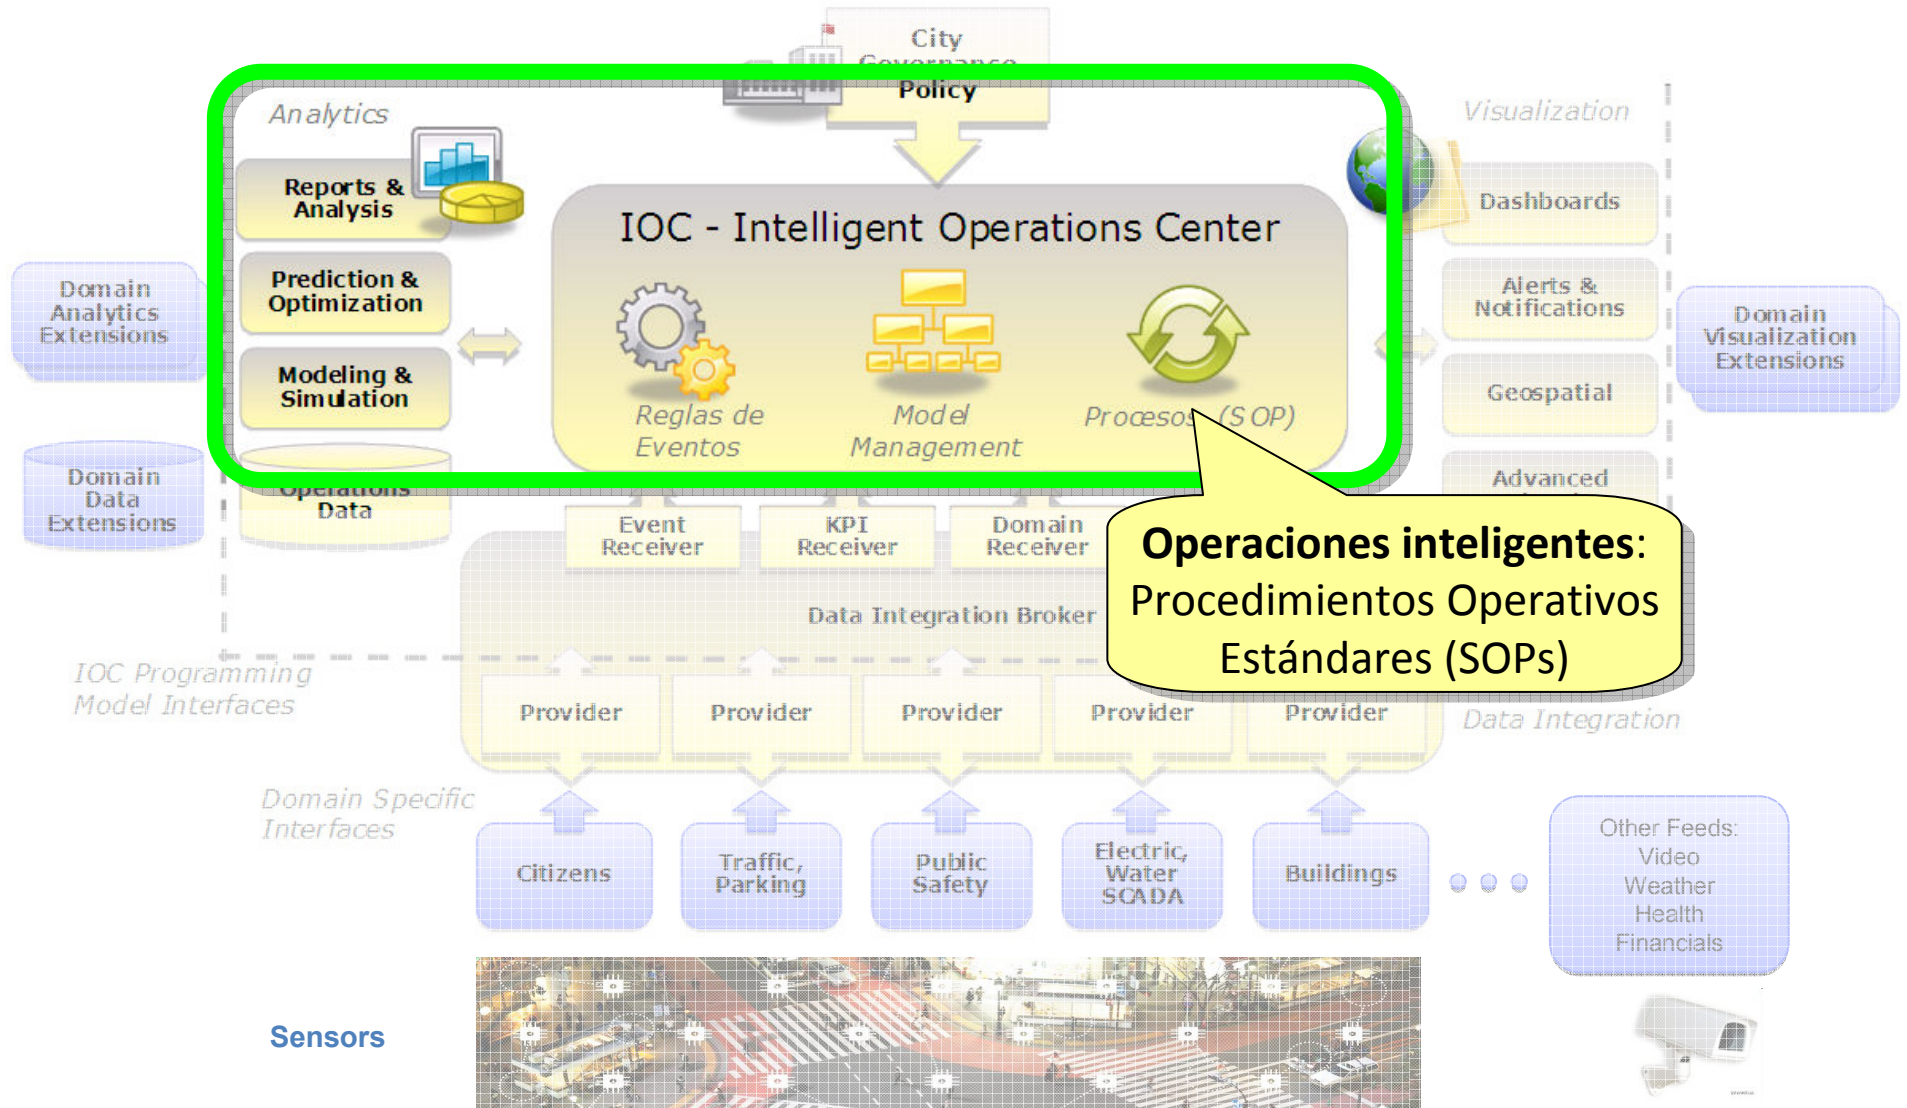 City
Governance
Policy
Analytics
Visualization
Reports &
Analysis
Prediction &
Optimization
Modeling &
Simulation
Operations
Data
Domain
Analytics
Extensions
Domain
Data
Extensions
IOC - Intelligent Operations Center
Reglas de
Eventos
Model
Management
Procesos (SOP)
Dashboards
Alerts &
Notifications
Geospatial
Advanced
Domain
Visualization
Extensions
Event
Receiver
KPI
Receiver
Domain
Receiver
Operaciones inteligentes:
Procedimientos Operativos
Estándares (SOPs)
Data Integration Broker
IOC Programming
Model Interfaces
Provider
Provider
Provider
Provider
Provider
Data Integration
Domain Specific
Interfaces
Citizens
Traffic,
Parking
Public
Safety
Electric,
Water
SCADA
Buildings
Other Feeds:
Video
Weather
Health
Financials
Sensors